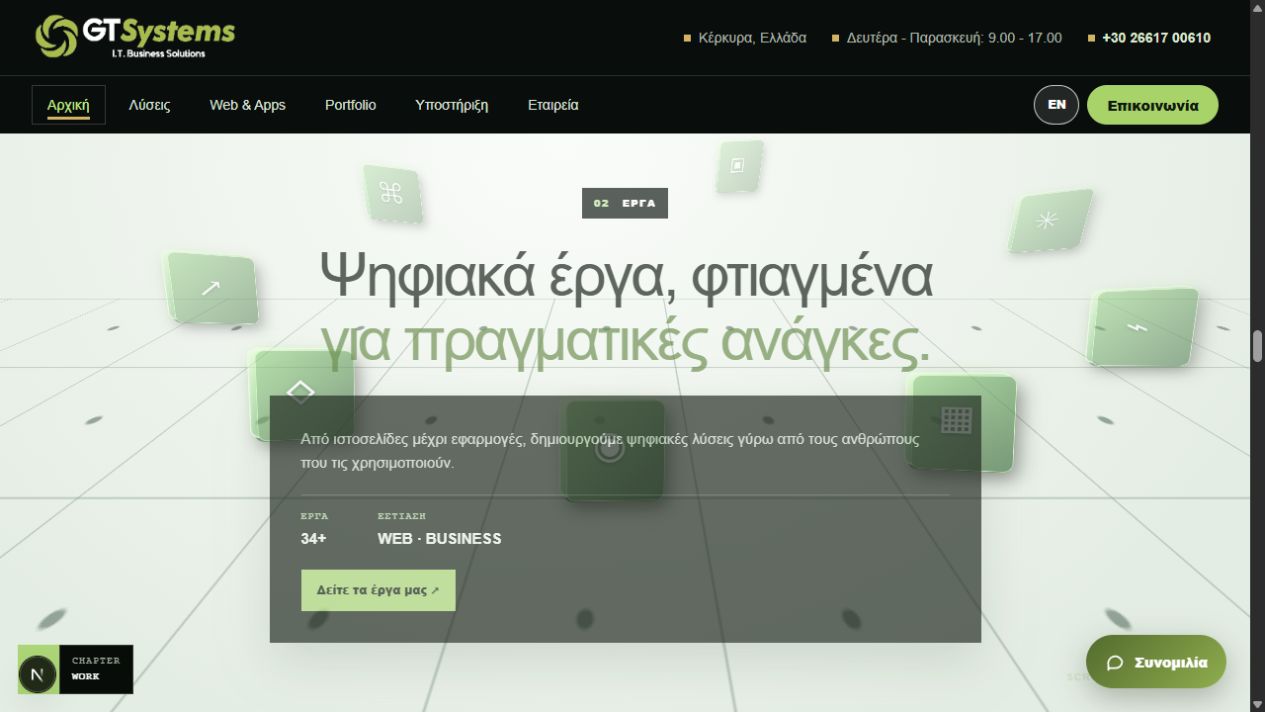 GTSystems
I.T. Business Solutions
Κέρκυρα, Ελλάδα
Δευτέρα - Παρασκευή: 9.00 - 17.00
+30 26617 00610
Αρχική
Λύσεις
Web & Apps
Portfolio
Υποστήριξη
Εταιρεία
EN
Επικοινωνία
02 ΕΡΓΑ
Ψηφιακά έργα, φτιαγμένα
για πραγματικές ανάγκες.
Από ιστοσελίδες μέχρι εφαρμογές, δημιουργούμε ψηφιακές λύσεις γύρω από τους ανθρώπους
που τις χρησιμοποιούν.
ΕΡΓΑ
ΕΣΤΙΑΣΗ
34+
WEB · BUSINESS
Δείτε τα έργα μας ↗
N
CHAPTER
WORK
Συνομιλία